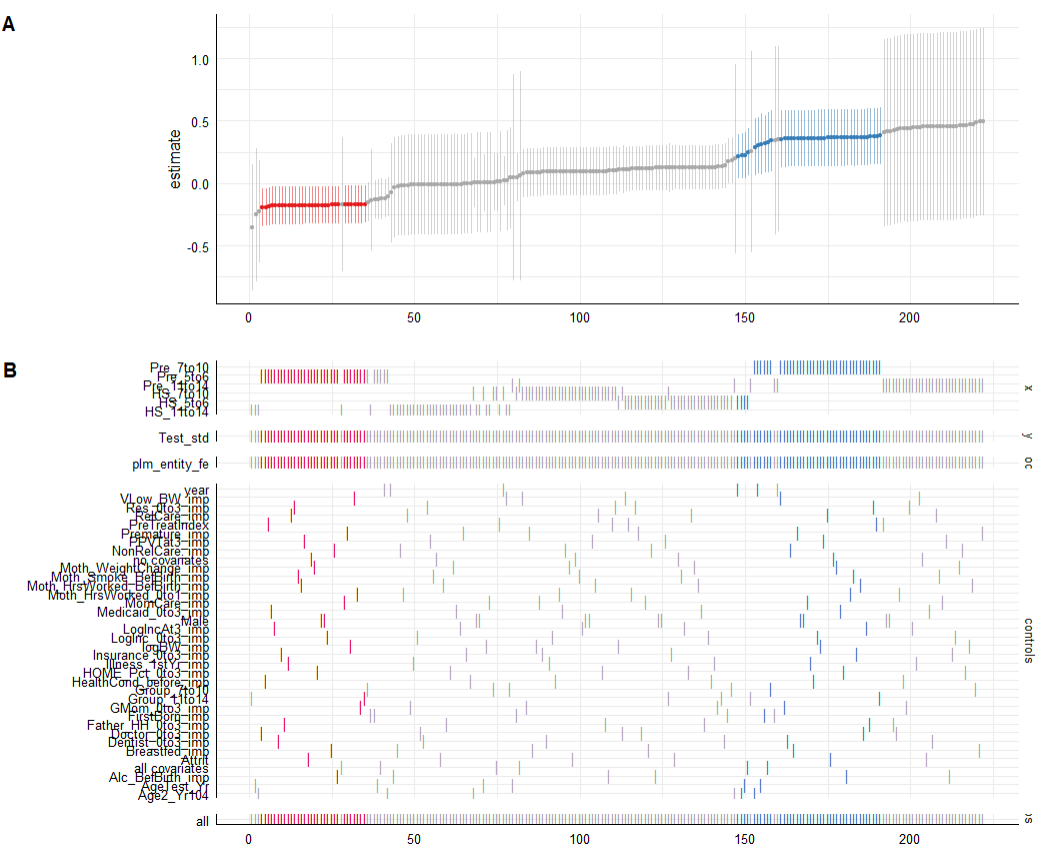 A
estimate
1.0
0.5
0.0
-0.5
0 50 100 150 200
B
Pre_7to10
Pre_5to6
Pre_11to14
HS_7to10
HS_5to6
HS_11to14
x
Test_std
y
plm_entity_fe
year
VLow_BW_imp
Res_0to3_imp
RelCare_imp
PreTreatIndex
Premature_imp
PPVTat3_imp
NonRelCare_imp
no covariates
Moth_WeightChange_imp
Moth_Smoke_BefBirth_imp
Moth_HrsWorked_BefBirth_imp
Moth_HrsWorked_0to1_imp
MomCare_imp
Medicaid_0to3_imp
Male
LogIncAt3_imp
LogInc_0to3_imp
logBW_imp
Insurance_0to3_imp
Illness_1stYr_imp
HOME_Pct_0to3_imp
HealthCond_before_imp
Group_7to10
Group_11to14
GMom_0to3_imp
FirstBorn_imp
Father_HH_0to3_imp
Doctor_0to3_imp
Dentist_0to3_imp
Breastfed_imp
Attrit
all covariates
Alc_BefBirth_imp
AgeTest_Yr
Age2_Yr104
controls
all
0 50 100 150 200